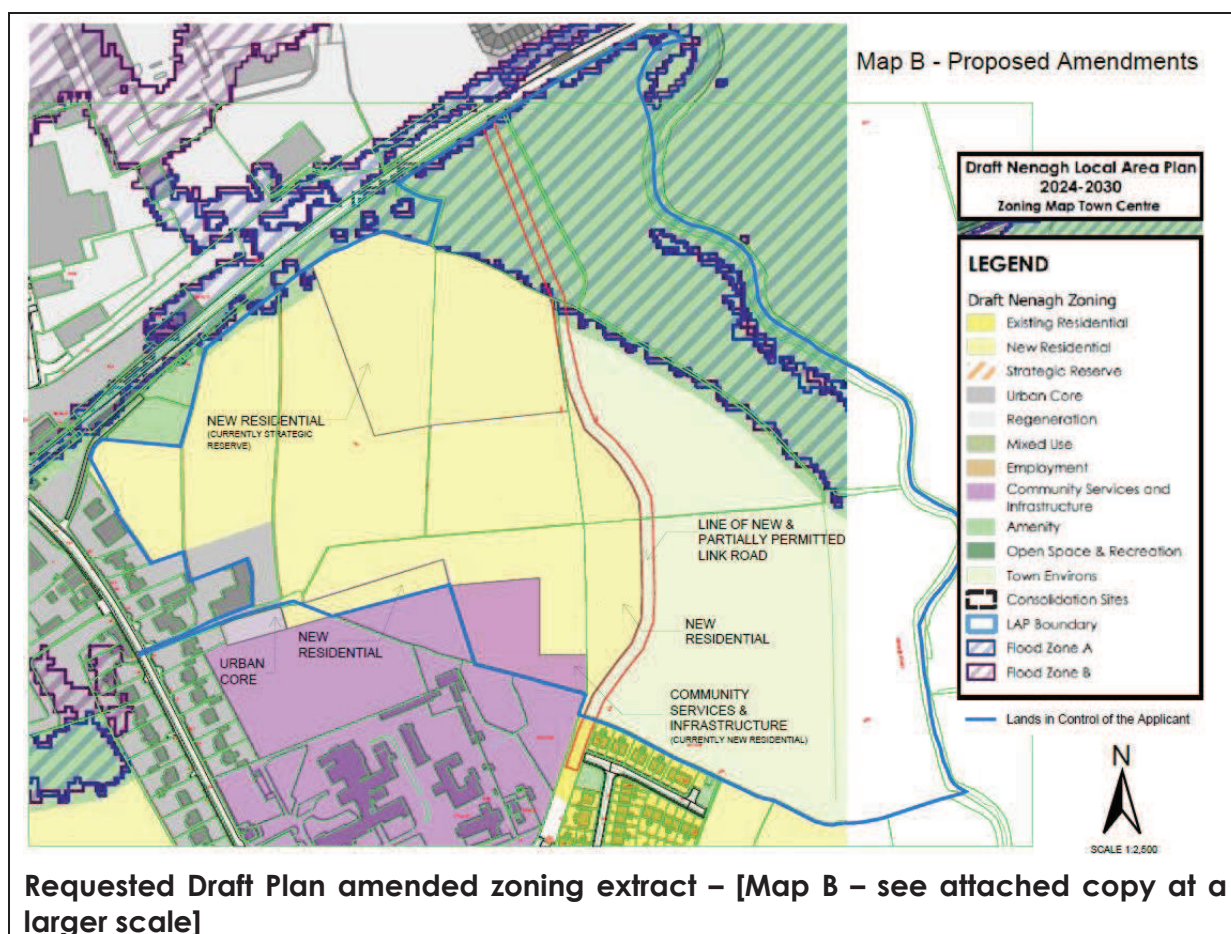 Map B - Proposed Amendments
Draft Nenagh Local Area Plan
2024-2030
Zoning Map Town Centre
LEGEND
Draft Nenagh Zoning
Existing Residential
New Residential
Strategic Reserve
Urban Core
Regeneration
Mixed Use
Employment
Community Services and
Infrastructure
Amenity
Open Space & Recreation
Town Environs
Consolidation Sites
LAP Boundary
Flood Zone A
Flood Zone B
Lands in Control of the Applicant
N
SCALE 1:2,500
NEW RESIDENTIAL
(CURRENTLY STRATEGIC
RESERVE)
LINE OF NEW &
PARTIALLY PERMITTED
LINK ROAD
NEW
RESIDENTIAL
URBAN
CORE
NEW
RESIDENTIAL
COMMUNITY
SERVICES &
INFRASTRUCTURE
(CURRENTLY NEW RESIDENTIAL)
Requested Draft Plan amended zoning extract – [Map B – see attached copy at a
larger scale]